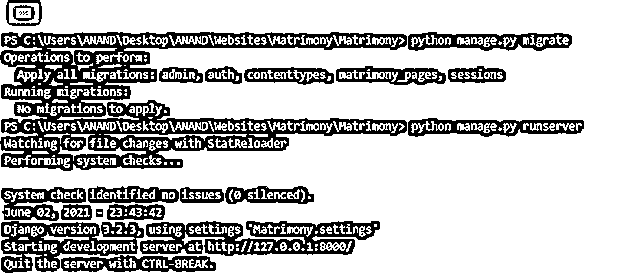 PS C:\Users\ANAND\Desktop\ANAND\Websites\Matrimony\Matrimony> python manage.py migrate
Operations to perform:
  Apply all migrations: admin, auth, contenttypes, matrimony_pages, sessions
Running migrations:
  No migrations to apply.
PS C:\Users\ANAND\Desktop\ANAND\Websites\Matrimony\Matrimony> python manage.py runserver
Watching for file changes with StatReloader
Performing system checks...

System check identified no issues (0 silenced).
June 02, 2021 - 23:43:42
Django version 3.2.3, using settings 'Matrimony.settings'
Starting development server at http://127.0.0.1:8000/
Quit the server with CTRL-BREAK.